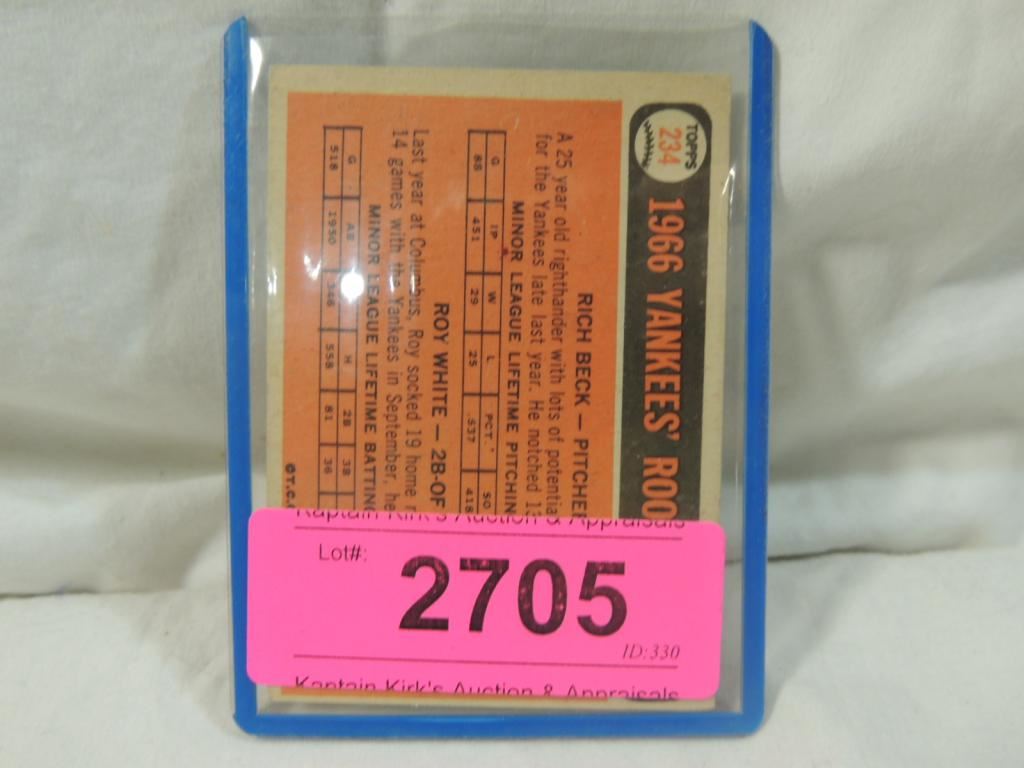 TOPPS
234
1966 YANKEES' ROO
RICH BECK — PITCHE
A 25 year old righthander with lots of potential
for the Yankees late last year. He notched 13
MINOR LEAGUE LIFETIME PITCHIN
G IP W L PCT. SO
88 451 29 25 .537 418
ROY WHITE — 2B-OF
Last year at Columbus, Roy socked 19 home r
14 games with the Yankees in September, he
MINOR LEAGUE LIFETIME BATTIN
G AB H 2B 3B
518 1950 346 558 81 36
©T.C.
Kaptain Kirk's Auction & Appraisals
Lot#:
2705
ID:330
Kaptain Kirk's Auction & Appraisals